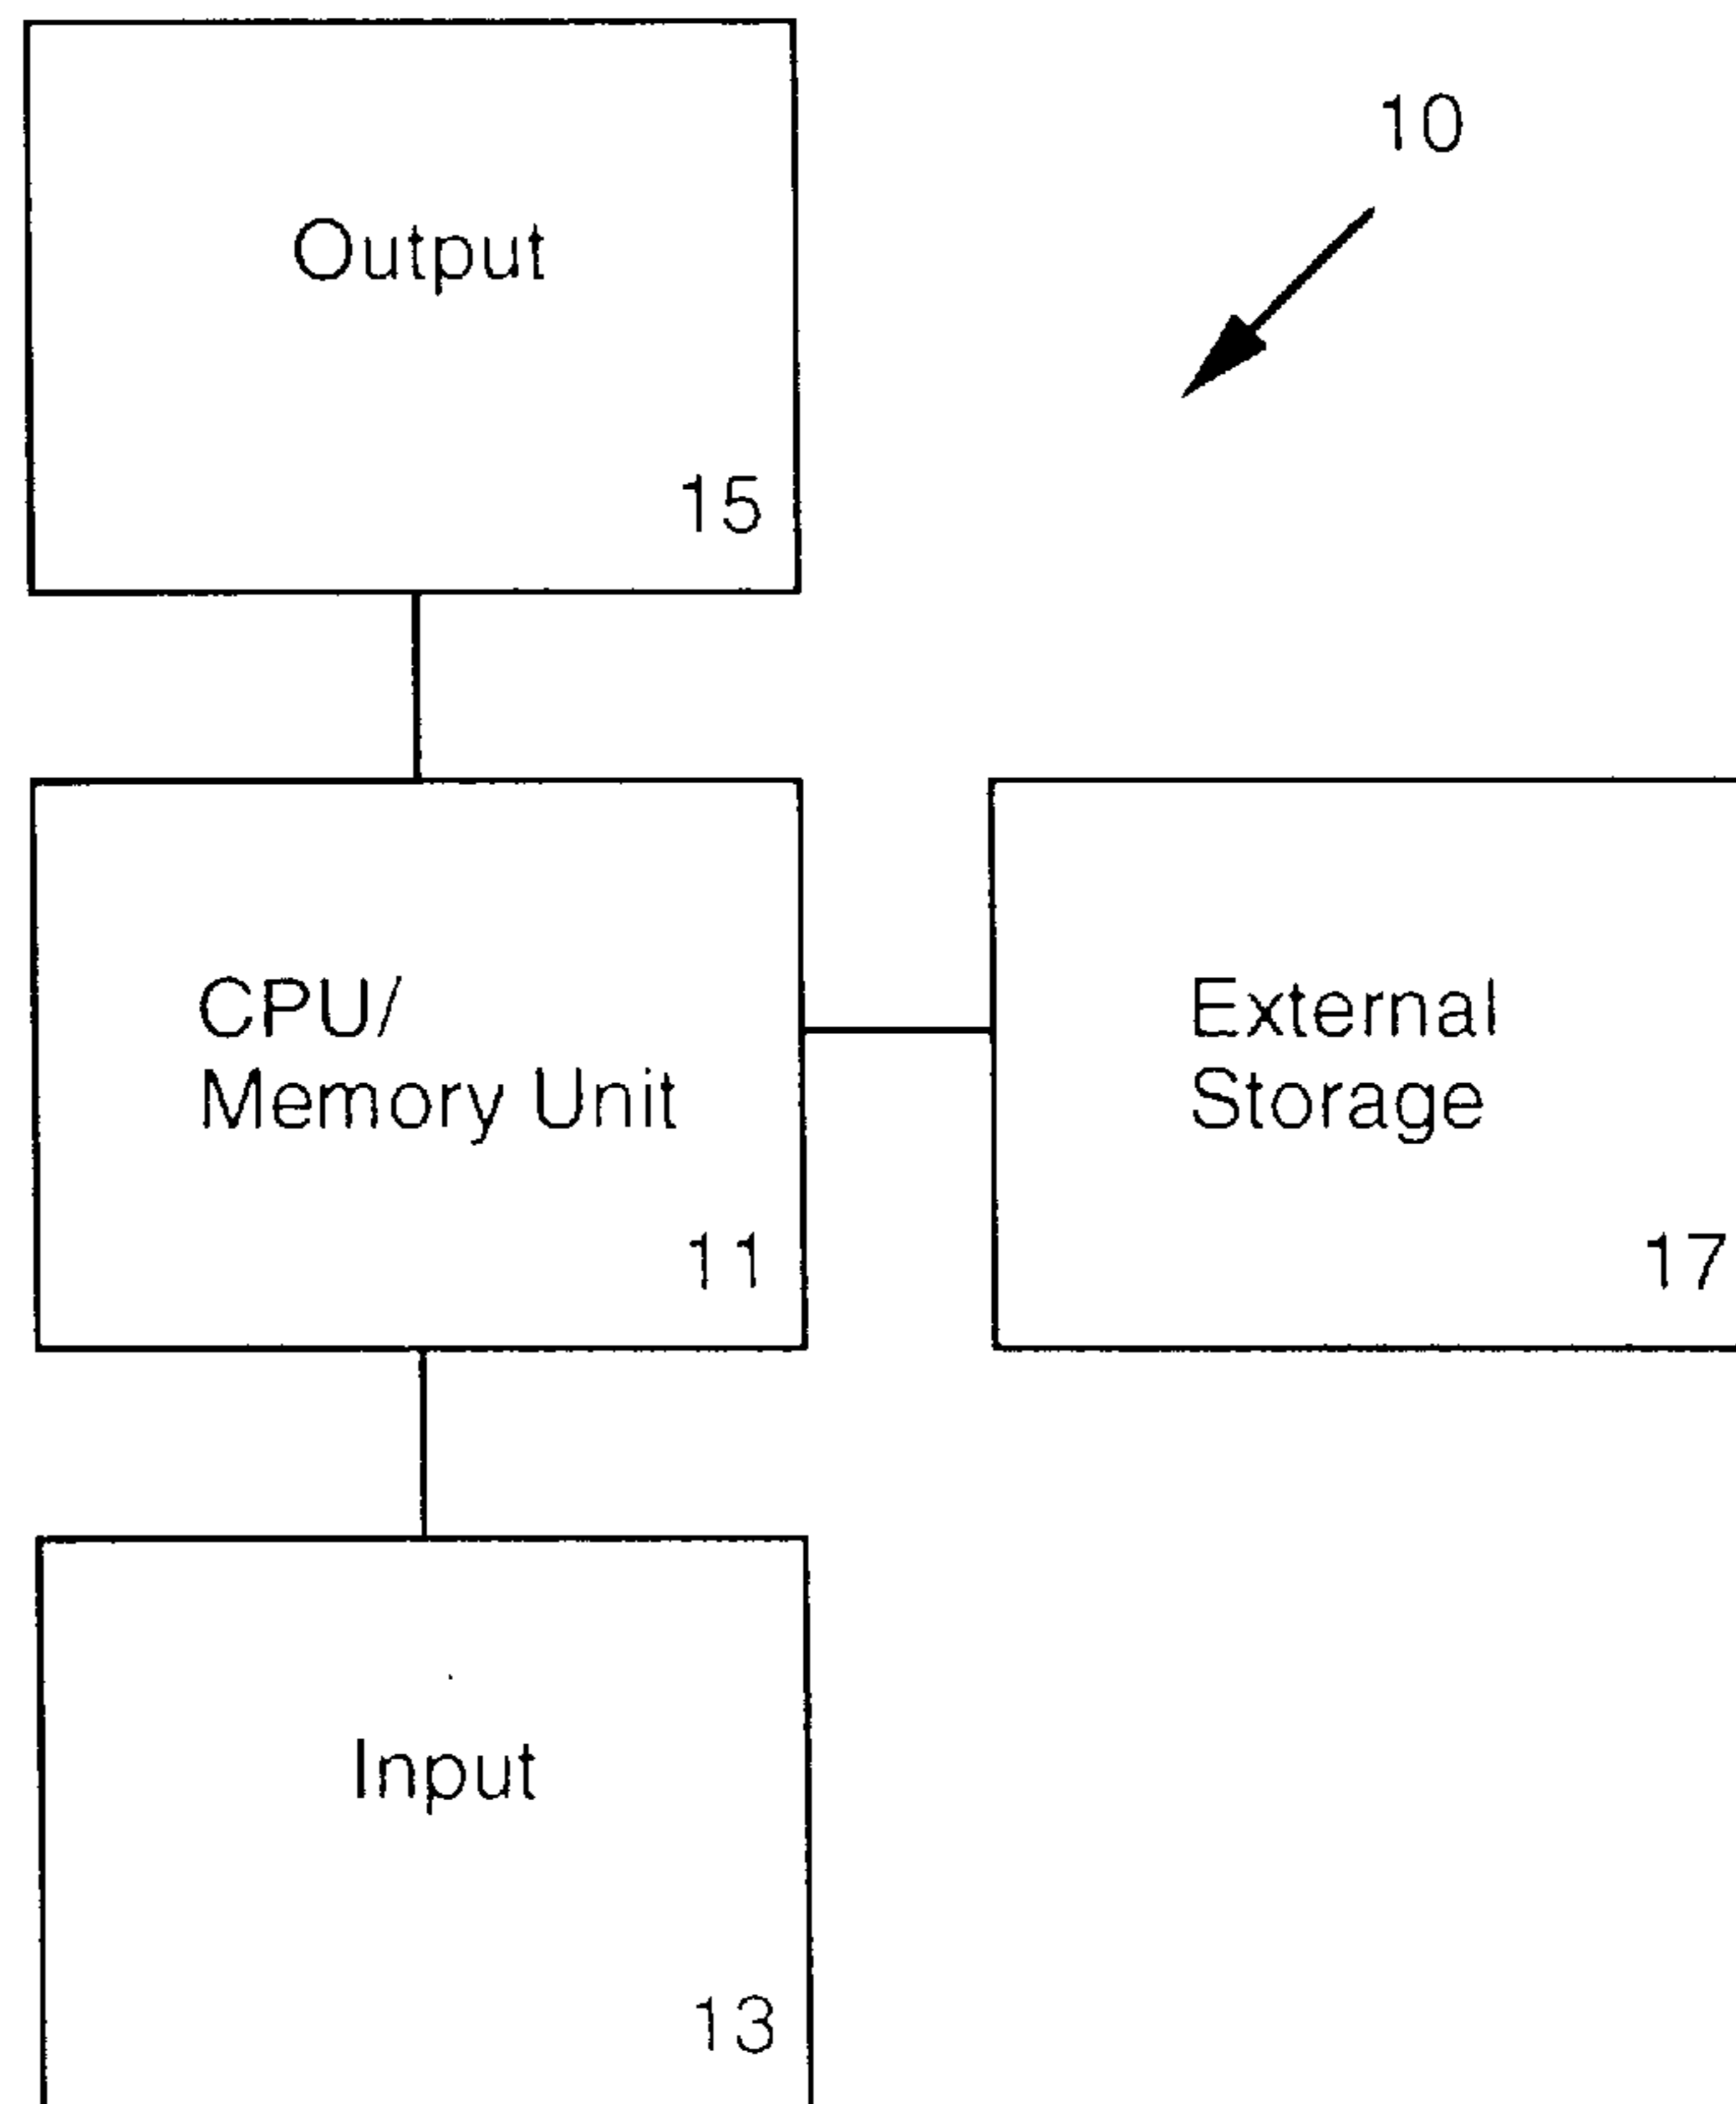 10
Output
15
CPU/
Memory Unit
11
External
Storage
17
Input
13